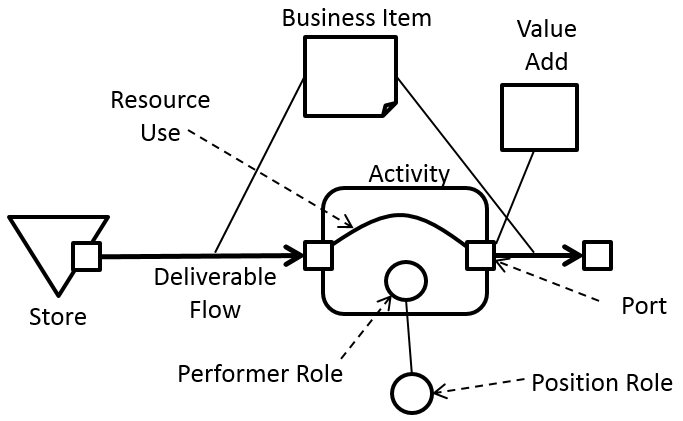 Business Item
Value
Add
Resource
Use
Activity
Deliverable
Flow
Store
Port
Performer Role
Position Role